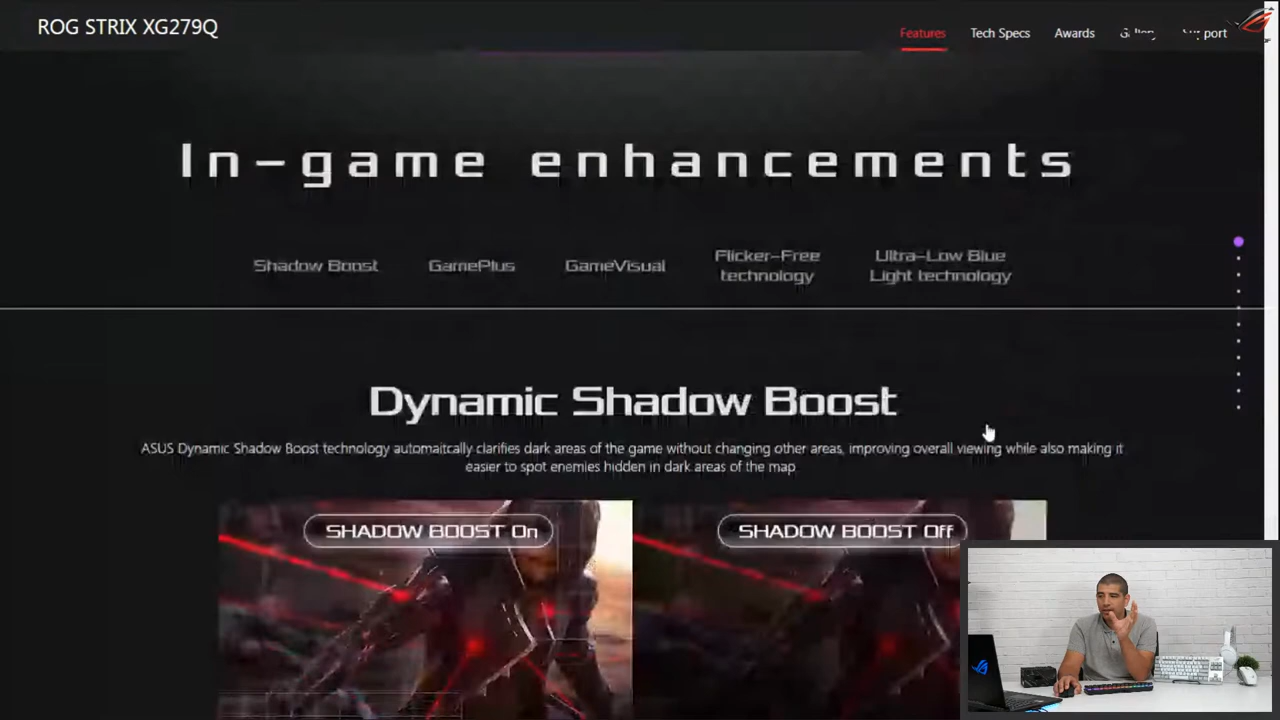 ROG STRIX XG279Q
Features Tech Specs Awards Gallery Support
In-game enhancements
Shadow Boost GamePlus GameVisual Flicker-Free technology Ultra-Low Blue Light technology
Dynamic Shadow Boost
ASUS Dynamic Shadow Boost technology automaitcally clarifies dark areas of the game without changing other areas, improving overall viewing while also making it
easier to spot enemies hidden in dark areas of the map
SHADOW BOOST On SHADOW BOOST Off